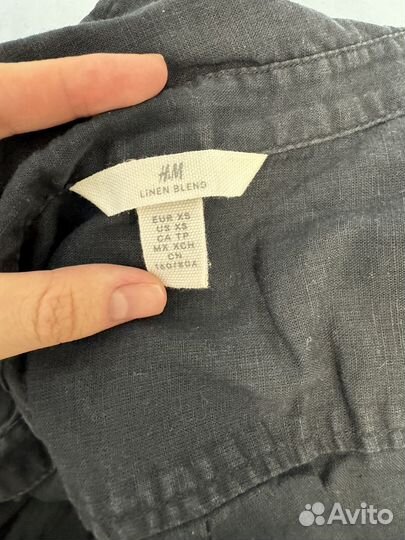 H&M
LINEN BLEND
EUR XS
US XS
CA TP
MX XCH
CN
160/80A
Avito